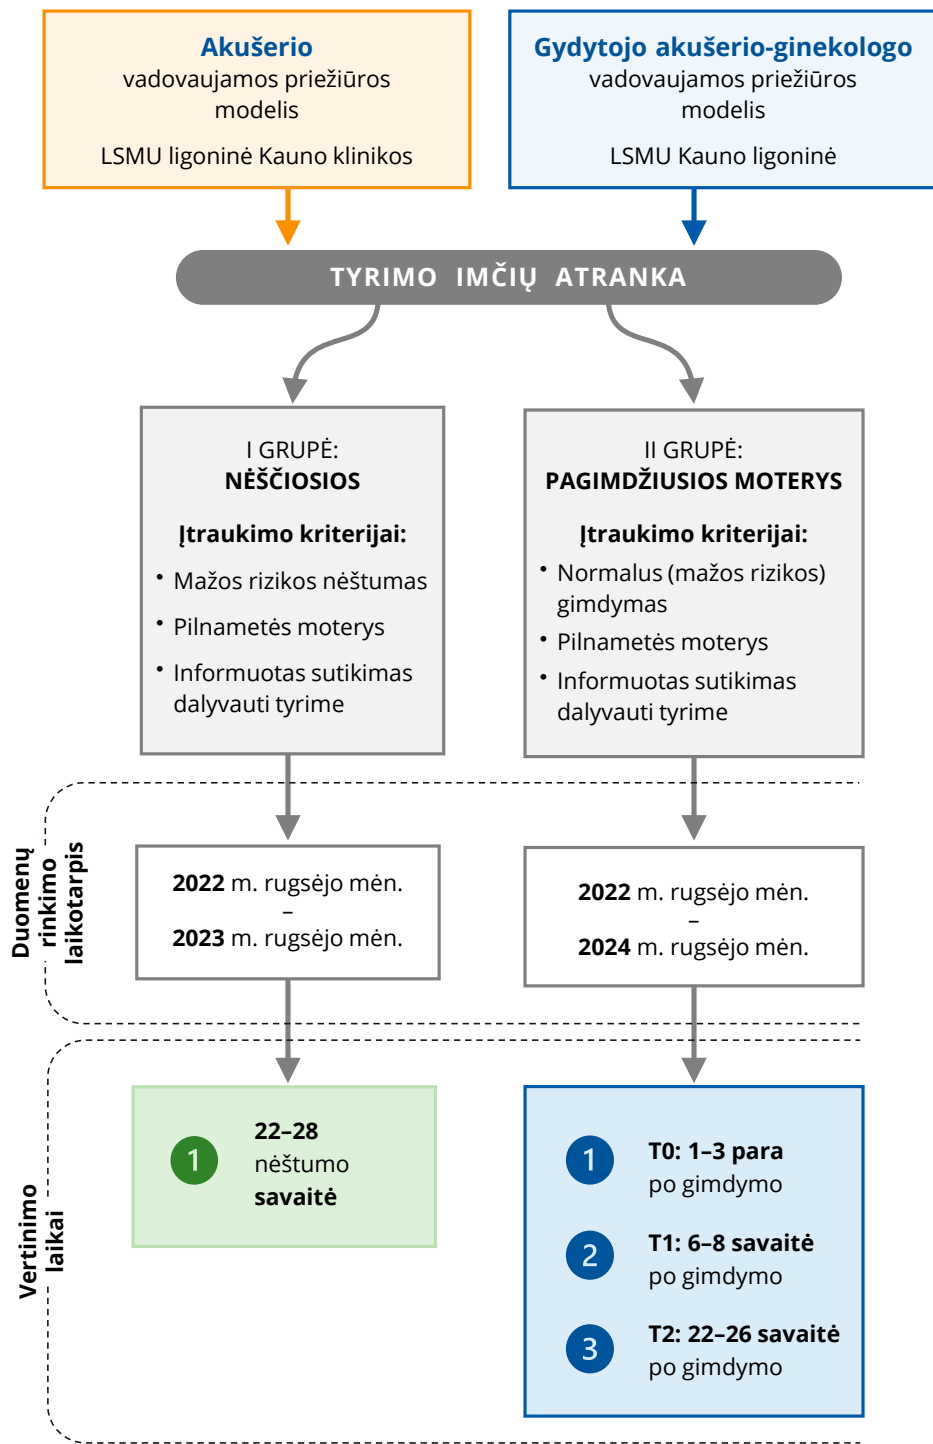 Akušerio
vadovaujamos priežiūros
modelis
LSMU ligoninė Kauno klinikos
Gydytojo akušerio-ginekologo
vadovaujamos priežiūros
modelis
LSMU Kauno ligoninė
TYRIMO IMČIŲ ATRANKA
I GRUPĖ:
NĖŠČIOSIOS
Įtraukimo kriterijai:
• Mažos rizikos nėštumas
• Pilnametės moterys
• Informuotas sutikimas
dalyvauti tyrime
II GRUPĖ:
PAGIMDŽIUSIOS MOTERYS
Įtraukimo kriterijai:
• Normalus (mažos rizikos)
gimdymas
• Pilnametės moterys
• Informuotas sutikimas
dalyvauti tyrime
Duomenų
rinkimo
laikotarpis
2022 m. rugsėjo mėn.
–
2023 m. rugsėjo mėn.
2022 m. rugsėjo mėn.
–
2024 m. rugsėjo mėn.
Vertinimo
laikai
1
22–28
nėštumo
savaitė
1
T0: 1–3 para
po gimdymo
2
T1: 6–8 savaitė
po gimdymo
3
T2: 22–26 savaitė
po gimdymo